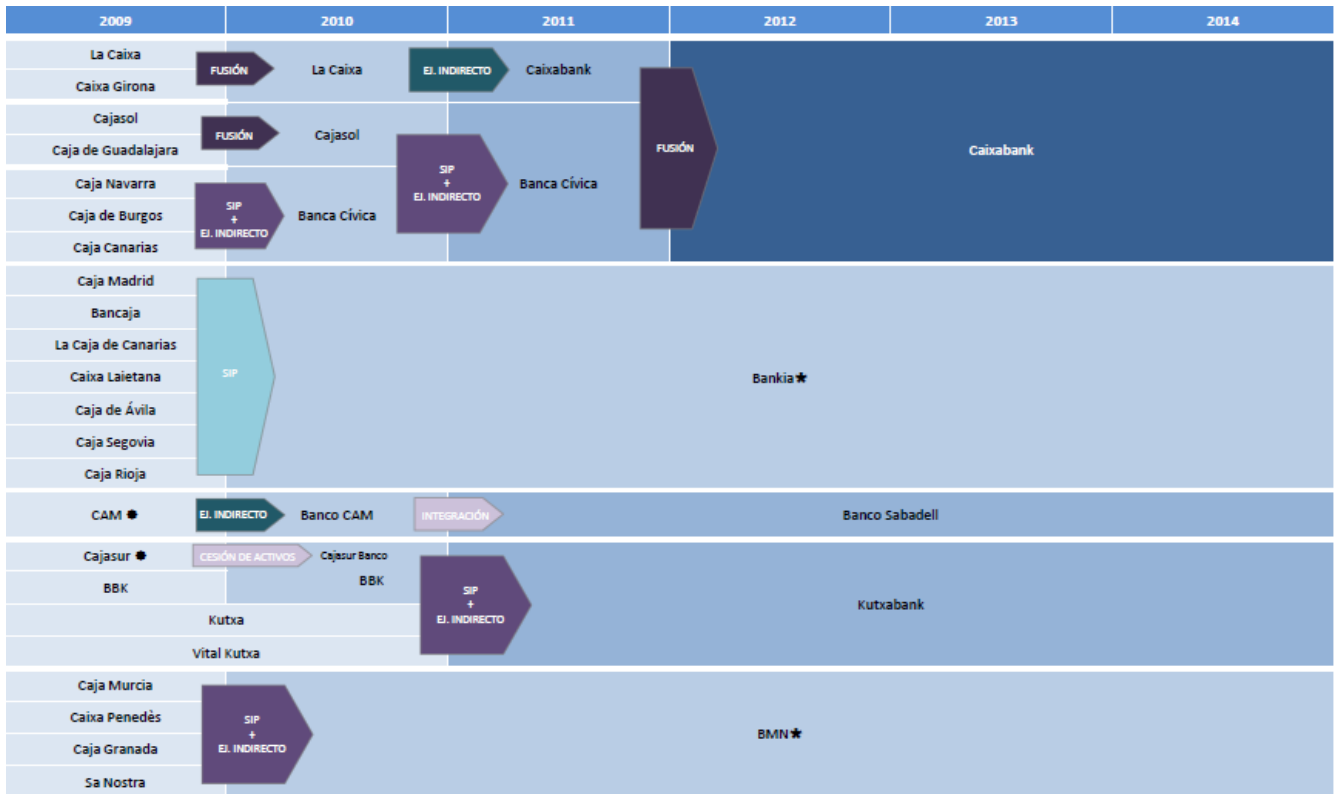 2009 2010 2011 2012 2013 2014
La Caixa
Caixa Girona
FUSIÓN
La Caixa
EJ. INDIRECTO
Caixabank
Cajasol
Caja de Guadalajara
FUSIÓN
Cajasol
Caja Navarra
Caja de Burgos
Caja Canarias
SIP
+
EJ. INDIRECTO
Banca Cívica
SIP
+
EJ. INDIRECTO
Banca Cívica
FUSIÓN
Caixabank
Caja Madrid
Bancaja
La Caja de Canarias
Caixa Laietana
Caja de Ávila
Caja Segovia
Caja Rioja
SIP
Bankia★
CAM ✹
EJ. INDIRECTO
Banco CAM
INTEGRACIÓN
Banco Sabadell
Cajasur ✹
CESIÓN DE ACTIVOS
Cajasur Banco
BBK
BBK
Kutxa
Vital Kutxa
SIP
+
EJ. INDIRECTO
Kutxabank
Caja Murcia
Caixa Penedès
Caja Granada
Sa Nostra
SIP
+
EJ. INDIRECTO
BMN★